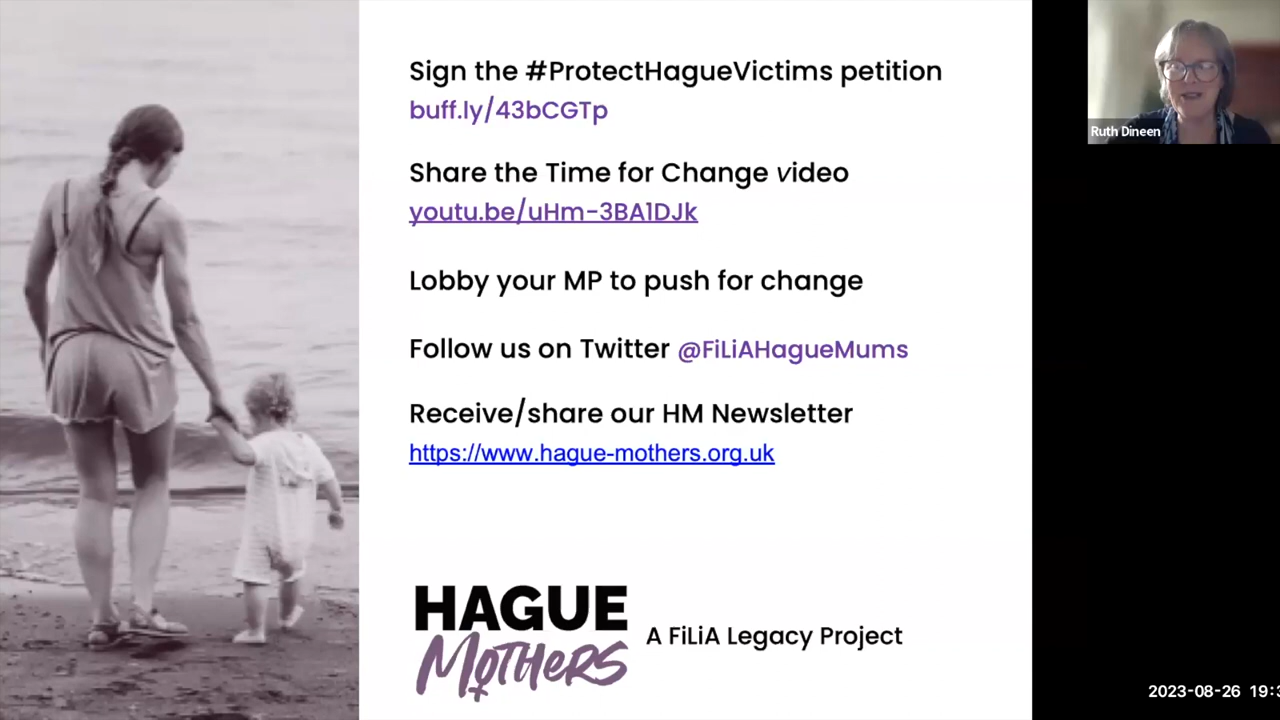 Sign the #ProtectHagueVictims petition
buff.ly/43bCGTp
Share the Time for Change video
youtu.be/uHm-3BA1DJk
Lobby your MP to push for change
Follow us on Twitter @FiLiAHagueMums
Receive/share our HM Newsletter
https://www.hague-mothers.org.uk
HAGUE
MOTHeRS
A FiLiA Legacy Project
Ruth Dineen
2023-08-26 19:3